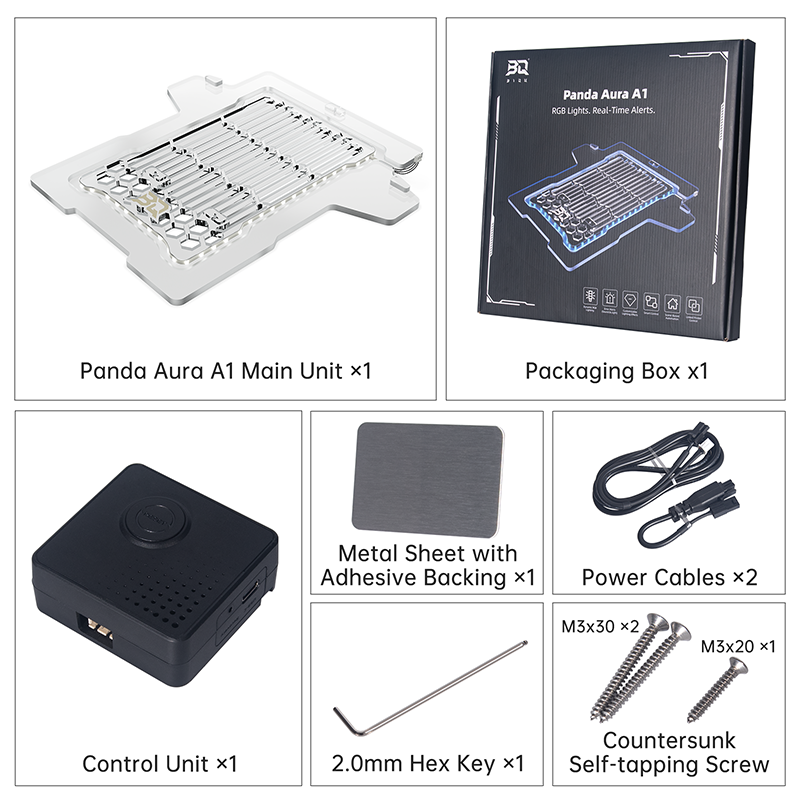 Panda Aura A1 Main Unit ×1
BQ
Panda Aura A1
RGB Lights. Real-Time Alerts.
BQ
Packaging Box x1
Control Unit ×1
Metal Sheet with
Adhesive Backing ×1
Power Cables ×2
2.0mm Hex Key ×1
M3x30 ×2
M3x20 ×1
Countersunk
Self-tapping Screw